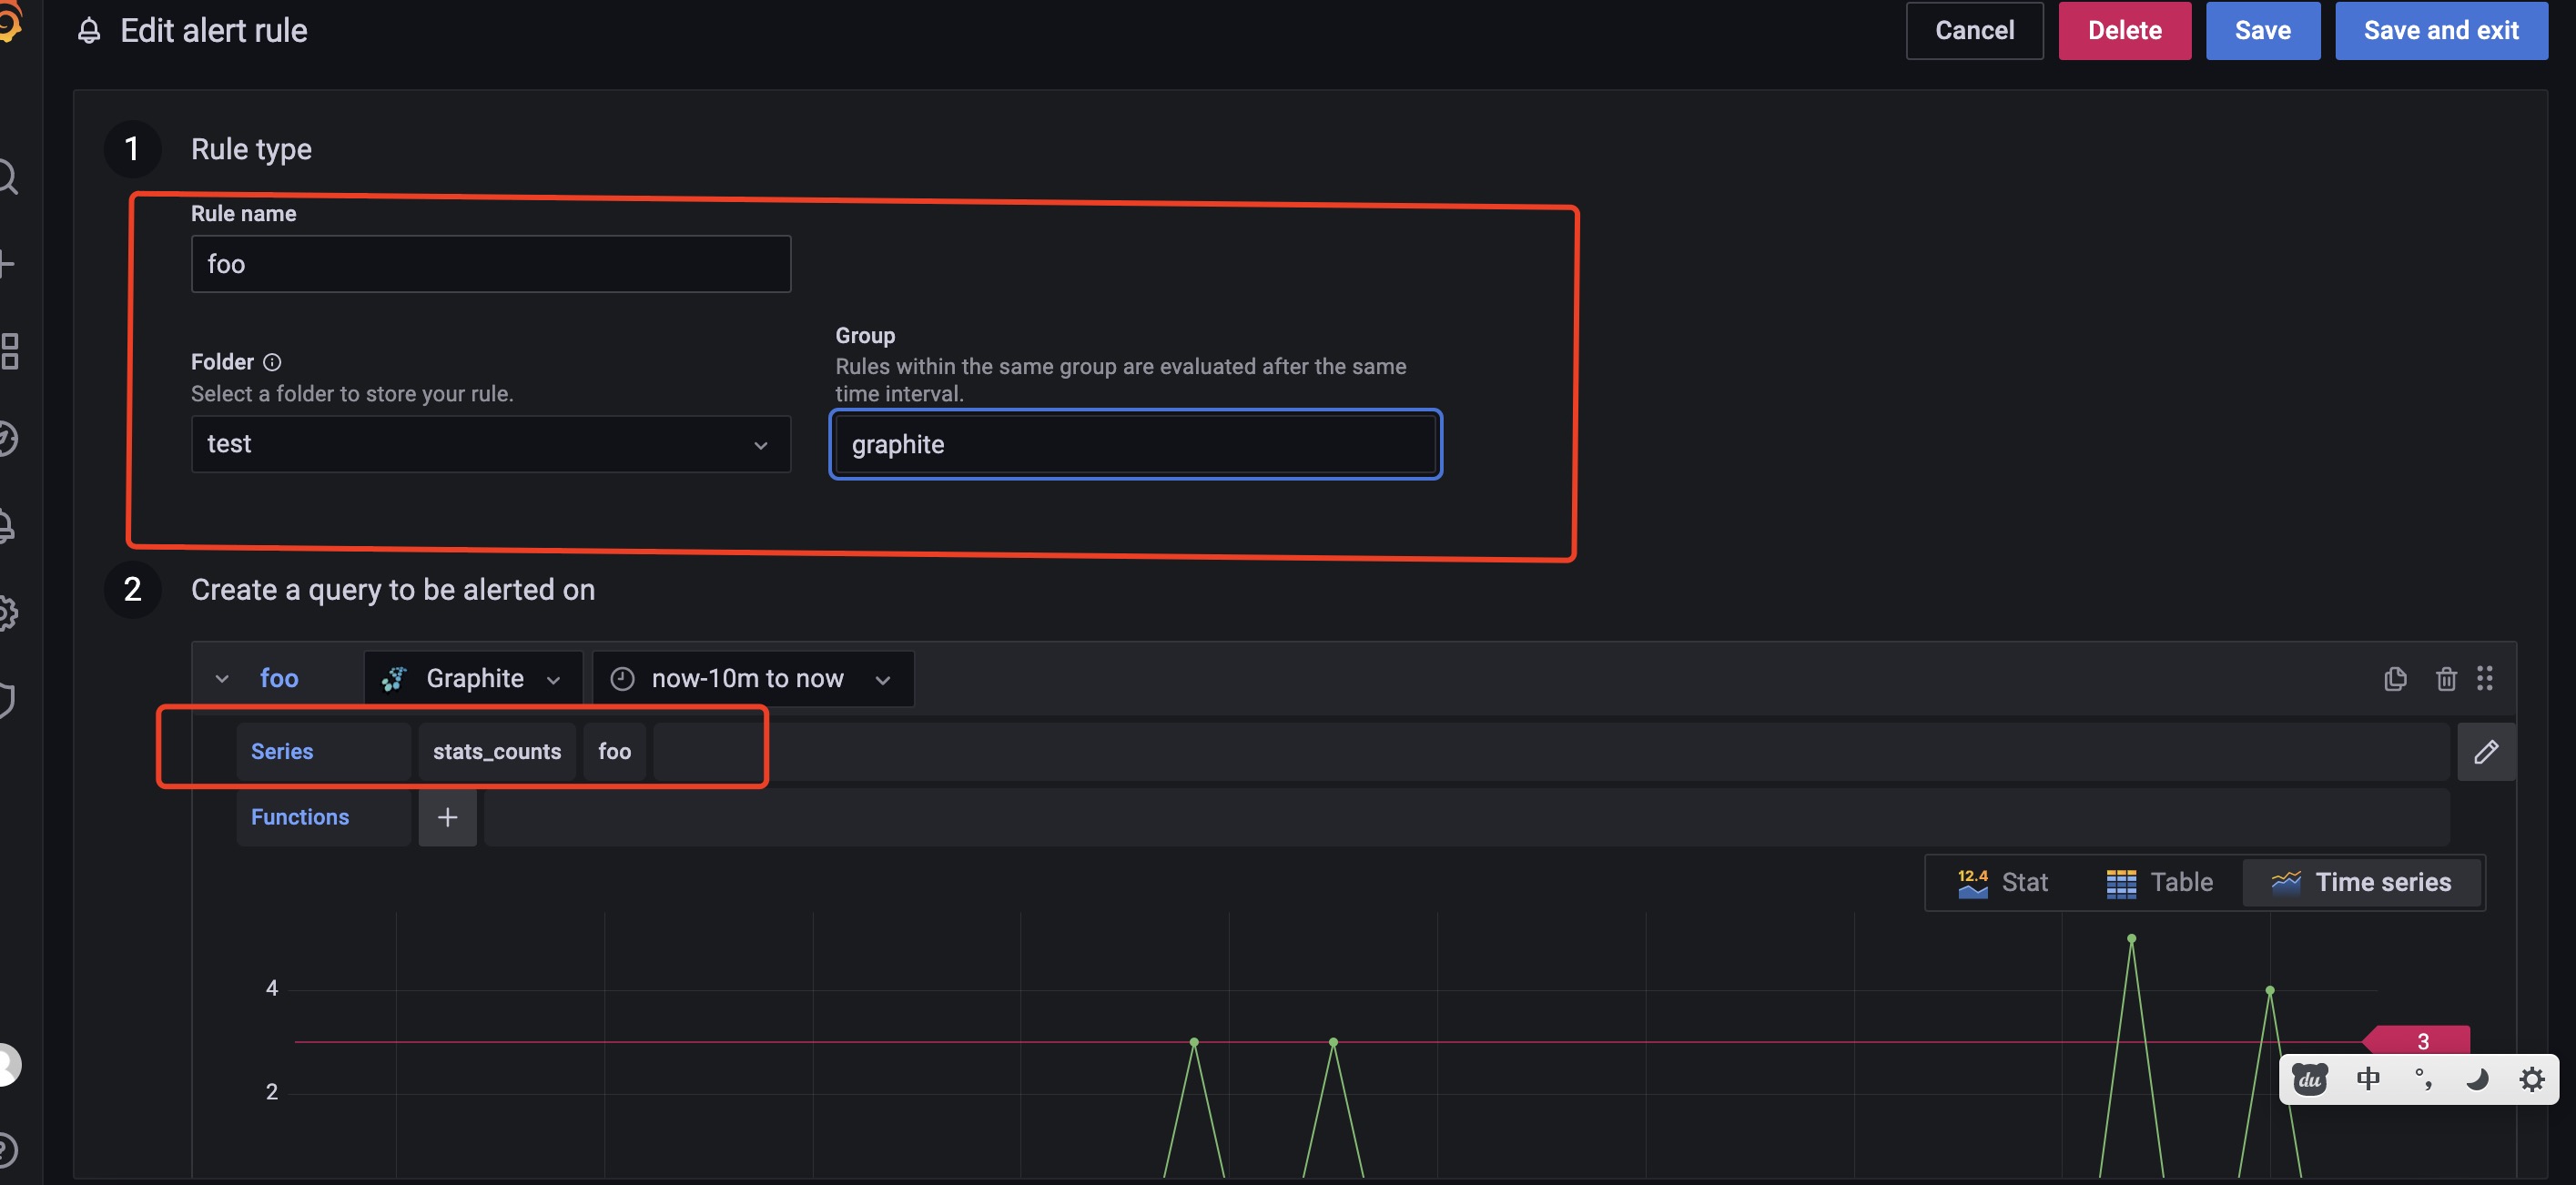 Edit alert rule
Cancel
Delete
Save
Save and exit
1
Rule type
Rule name
foo
Folder
Select a folder to store your rule.
test
Group
Rules within the same group are evaluated after the same
time interval.
graphite
2
Create a query to be alerted on
foo
Graphite
now-10m to now
Series
stats_counts
foo
Functions
+
12.4
Stat
Table
Time series
4
2
3
du
中
°,